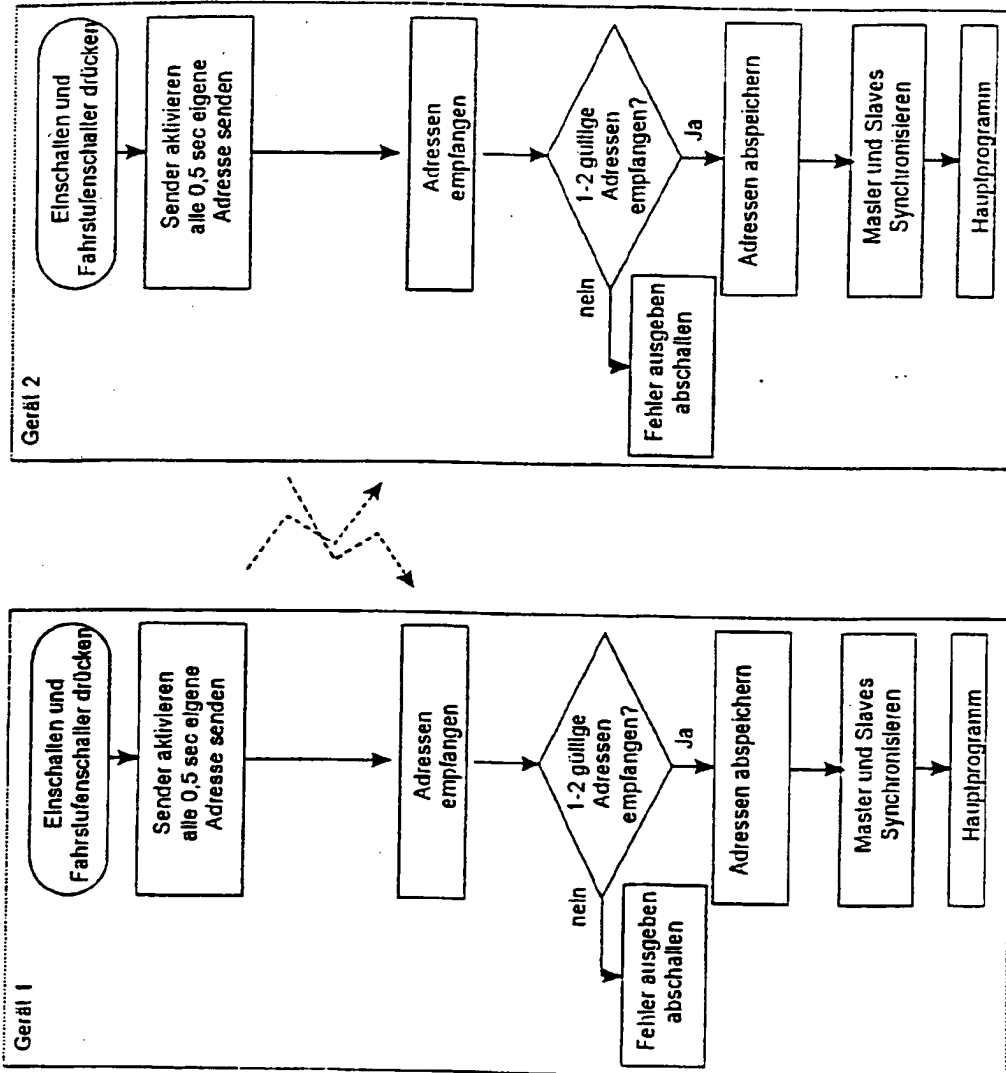 Gerät 1
Einschalten und
Fahrstufenschalter drücken
Sender aktivieren
alle 0,5 sec eigene
Adresse senden
Adressen
empfangen
1-2 gültige
Adressen
empfangen?
nein
Ja
Fehler ausgeben
abschalten
Adressen abspeichern
Master und Slaves
Synchronisieren
Hauptprogramm
Gerät 2
Einschalten und
Fahrstufenschalter drücken
Sender aktivieren
alle 0,5 sec eigene
Adresse senden
Adressen
empfangen
1-2 gültige
Adressen
empfangen?
nein
Ja
Fehler ausgeben
abschalten
Adressen abspeichern
Master und Slaves
Synchronisieren
Hauptprogramm